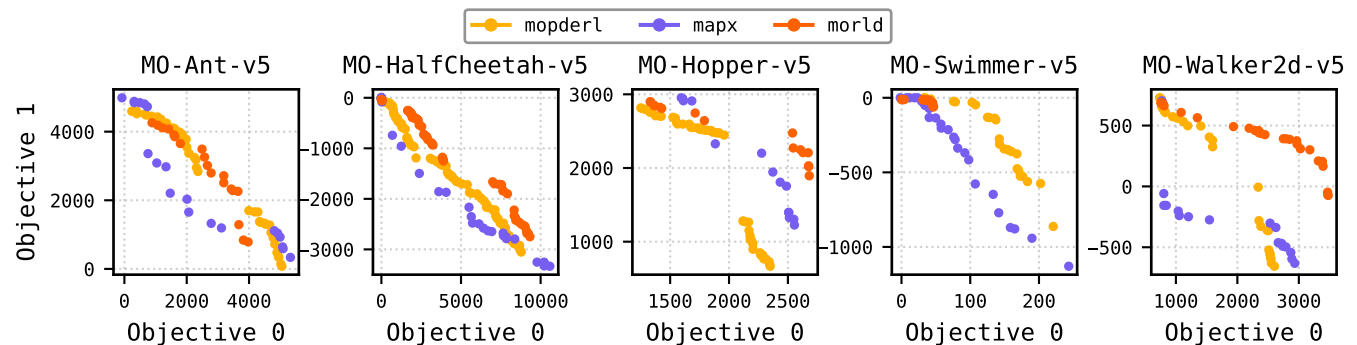 mopderl mapx morld
MO-Ant-v5 MO-HalfCheetah-v5 MO-Hopper-v5 MO-Swimmer-v5 MO-Walker2d-v5
Objective 1
4000
2000
0
0 2000 4000
Objective 0
0
−1000
−2000
−3000
0 5000 10000
Objective 0
3000
2000
1000
1500 2000 2500
Objective 0
0
−500
−1000
0 100 200
Objective 0
500
0
−500
1000 2000 3000
Objective 0